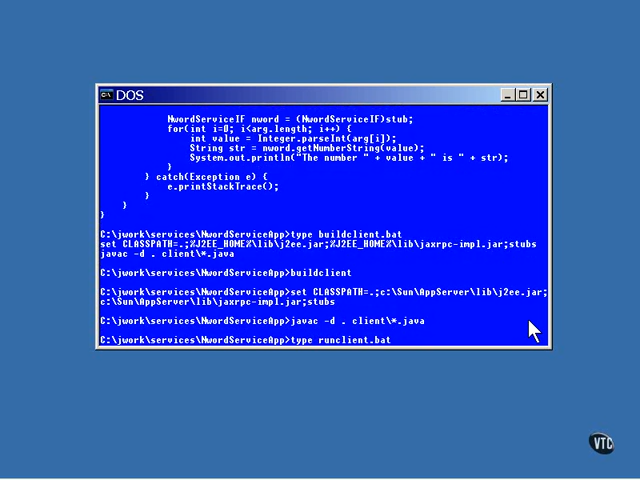 DOS
NwordServiceIF nword = (NwordServiceIF)stub;
for(int i=0; i<arg.length; i++) {
int value = Integer.parseInt(arg[i]);
String str = nword.getNumberString(value);
System.out.println("The number " + value + " is " + str);
}
} catch(Exception e) {
e.printStackTrace();
}
}
}
C:\jwork\services\NwordServiceApp>type buildclient.bat
set CLASSPATH=.;%J2EE_HOME%\lib\j2ee.jar;%J2EE_HOME%\lib\jaxrpc-impl.jar;stubs
javac -d . client\*.java
C:\jwork\services\NwordServiceApp>buildclient
C:\jwork\services\NwordServiceApp>set CLASSPATH=.;c:\Sun\AppServer\lib\j2ee.jar;
c:\Sun\AppServer\lib\jaxrpc-impl.jar;stubs
C:\jwork\services\NwordServiceApp>javac -d . client\*.java
C:\jwork\services\NwordServiceApp>type runclient.bat
VTC